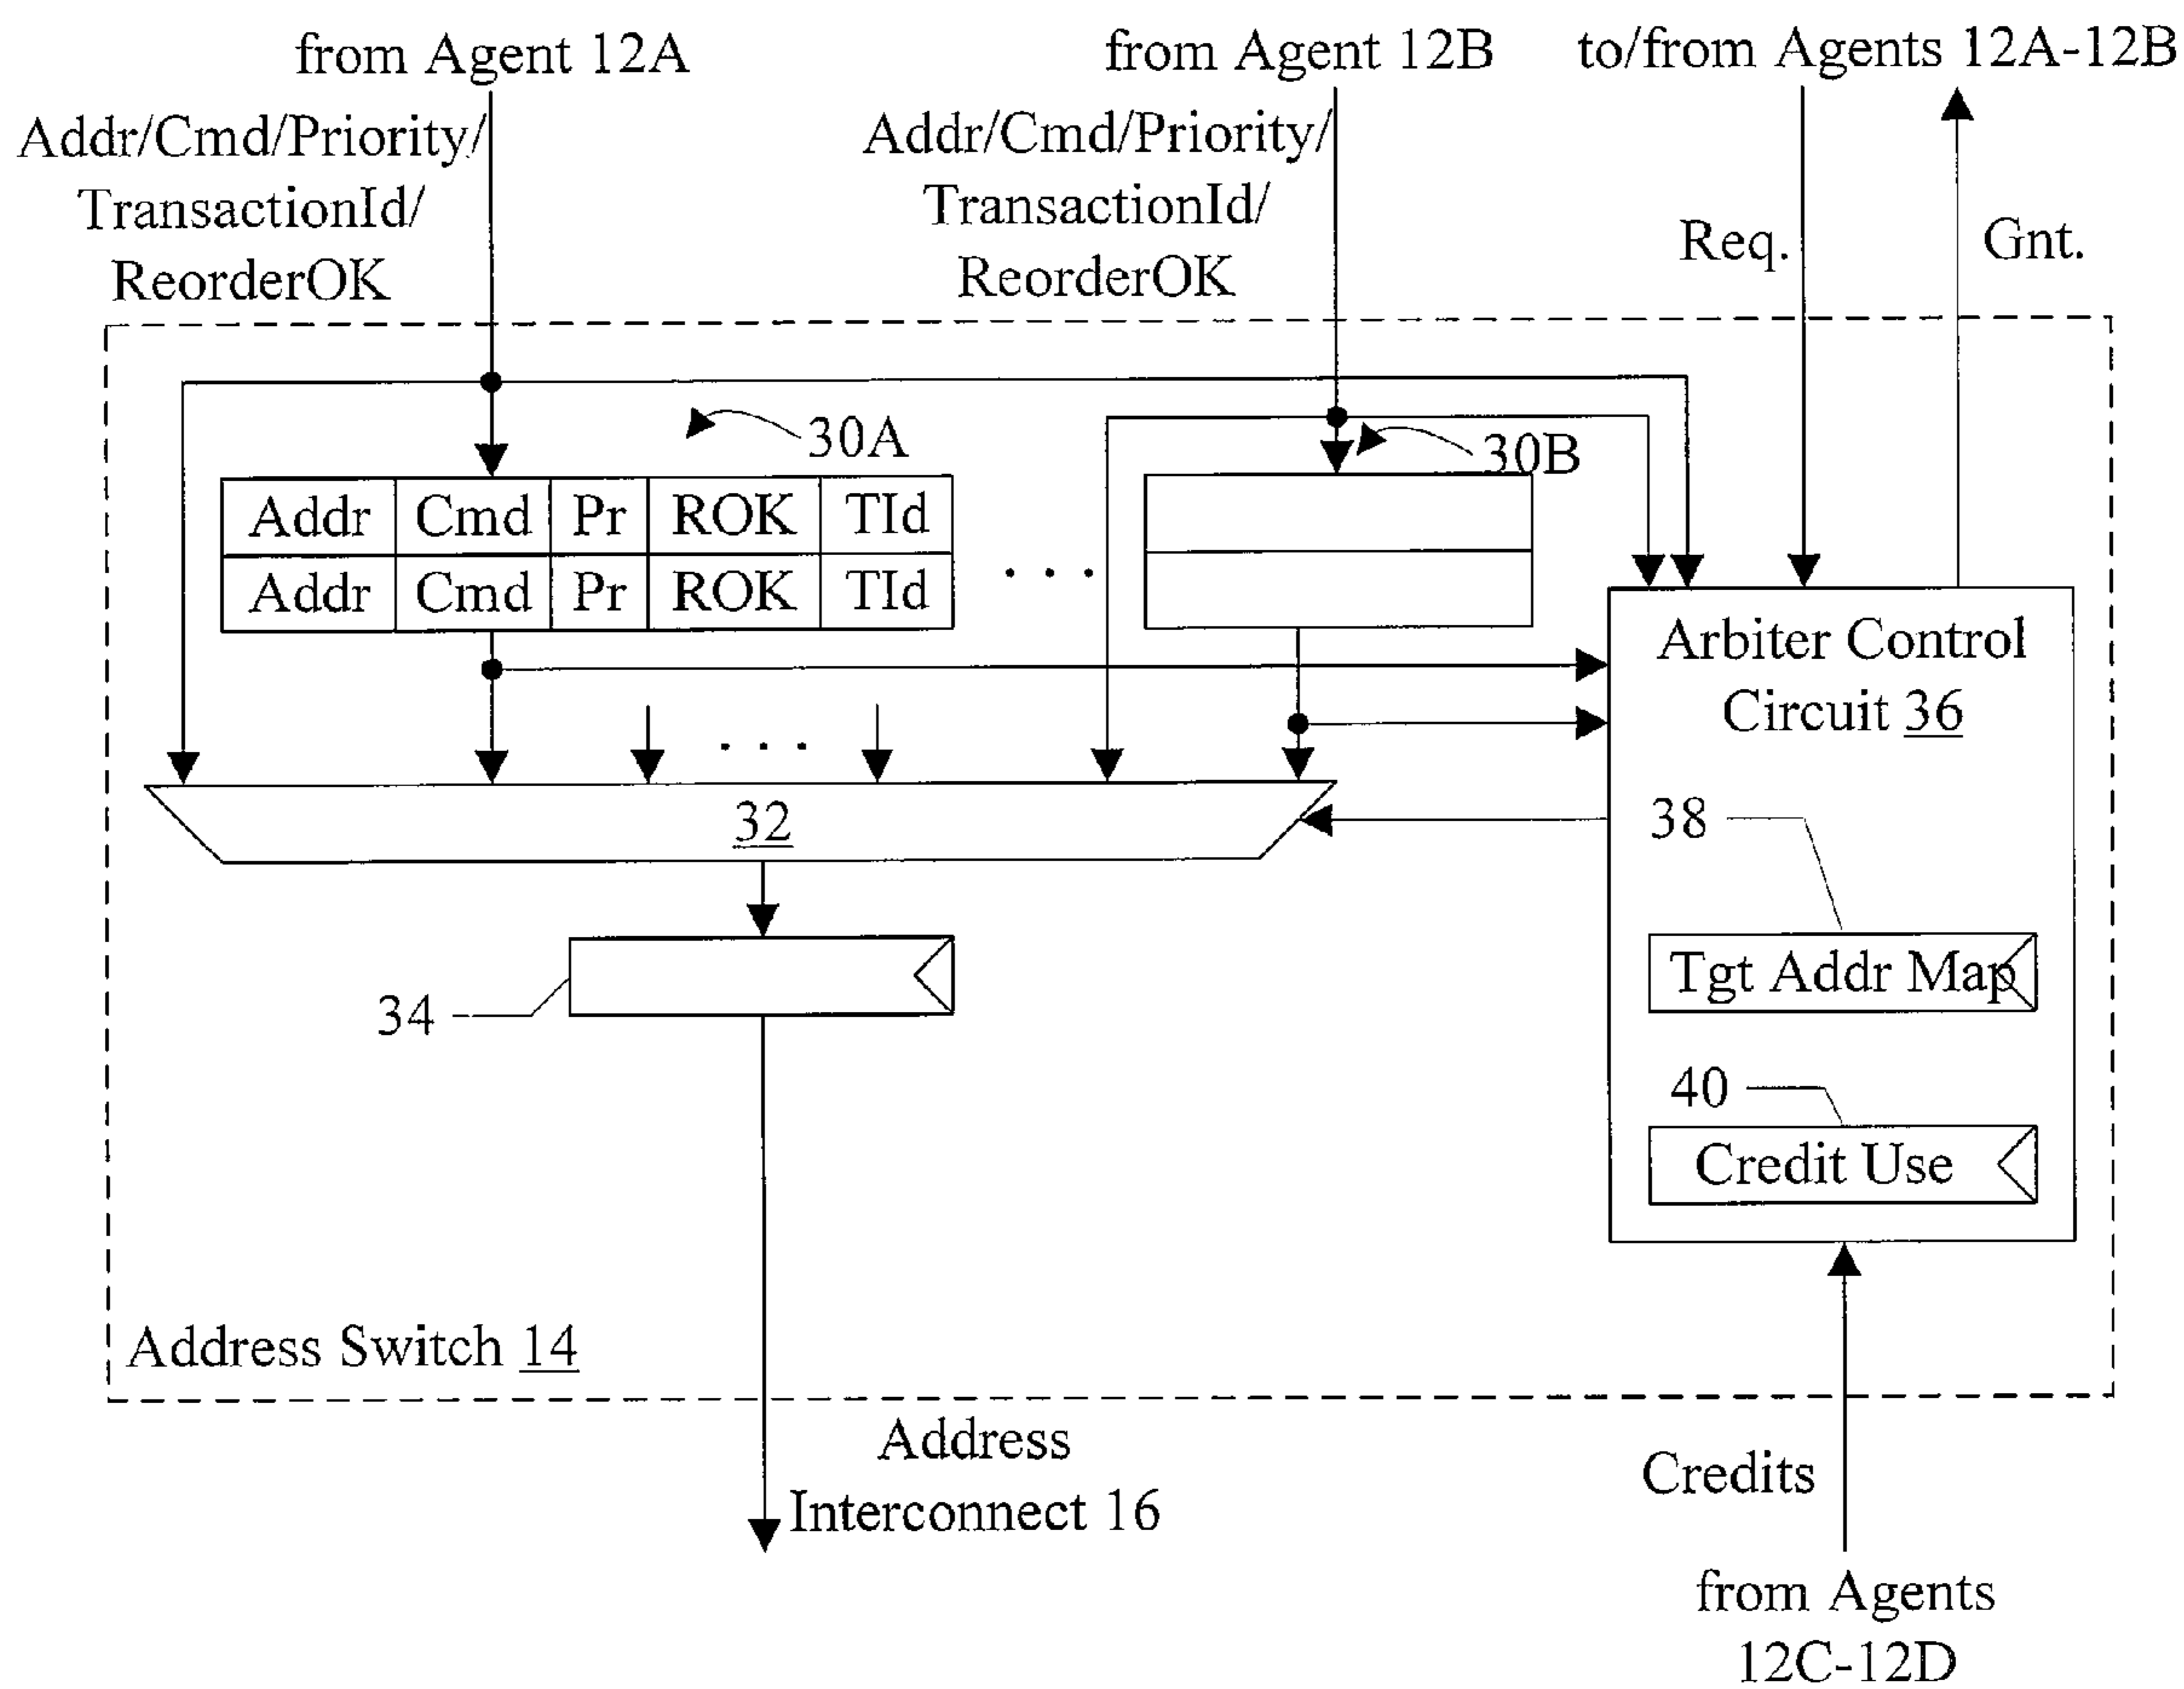 from Agent 12A
from Agent 12B
to/from Agents 12A-12B
Addr/Cmd/Priority/
TransactionId/
ReorderOK
Addr/Cmd/Priority/
TransactionId/
ReorderOK
Req.
Gnt.
30A
30B
Addr Cmd Pr ROK TId
Addr Cmd Pr ROK TId
. . .
. . .
Arbiter Control
Circuit 36
32
38
Tgt Addr Map
34
40
Credit Use
Address Switch 14
Address
Interconnect 16
Credits
from Agents
12C-12D